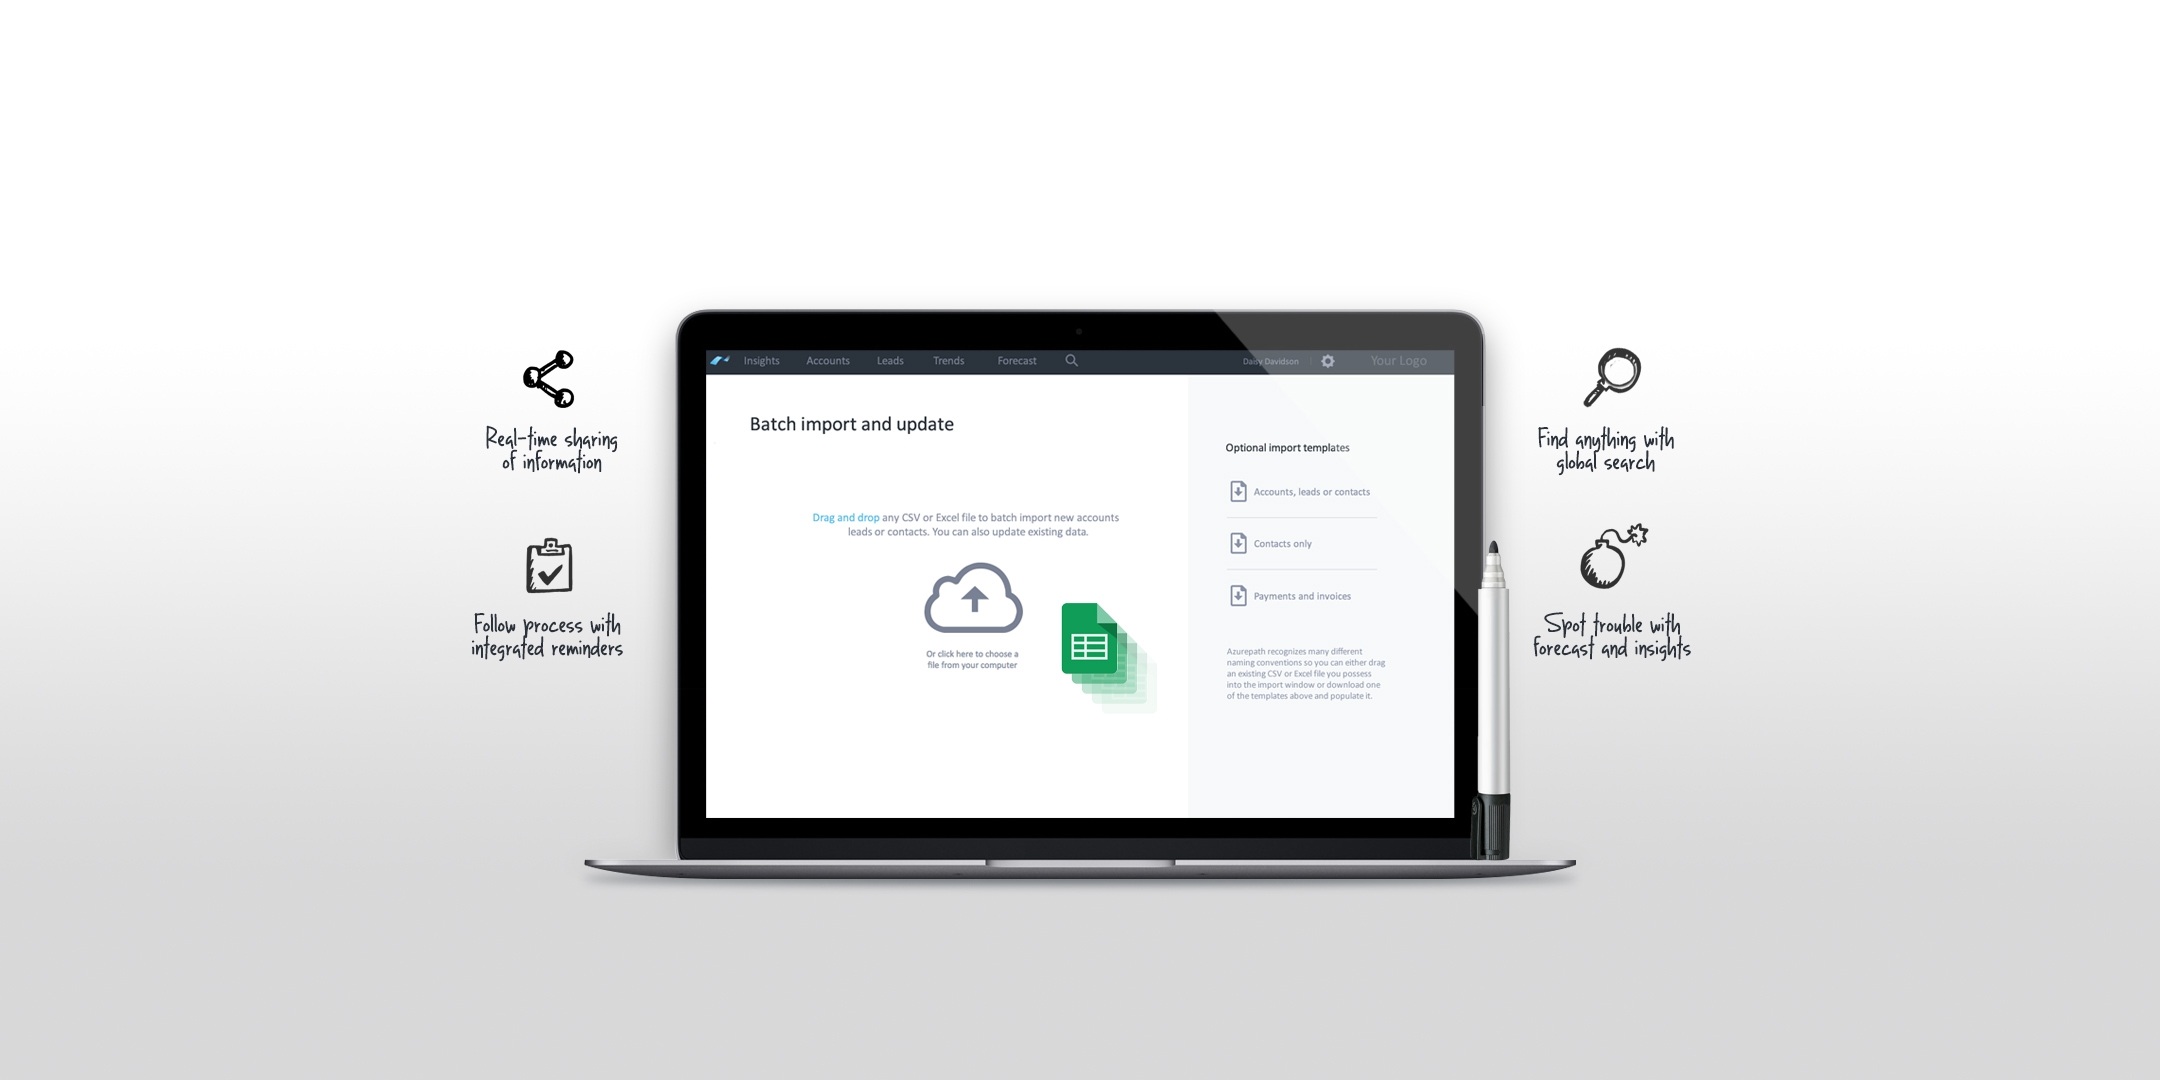 Real-time sharing
of information
Follow process with
integrated reminders
Insights Accounts Leads Trends Forecast Daisy Davidson Your Logo
Batch import and update
Drag and drop any CSV or Excel file to batch import new accounts
leads or contacts. You can also update existing data.
Or click here to choose a
file from your computer
Optional import templates
Accounts, leads or contacts
Contacts only
Payments and invoices
Azurepath recognizes many different
naming conventions so you can either drag
an existing CSV or Excel file you possess
into the import window or download one
of the templates above and populate it.
Find anything with
global search
Spot trouble with
Forecast and insights